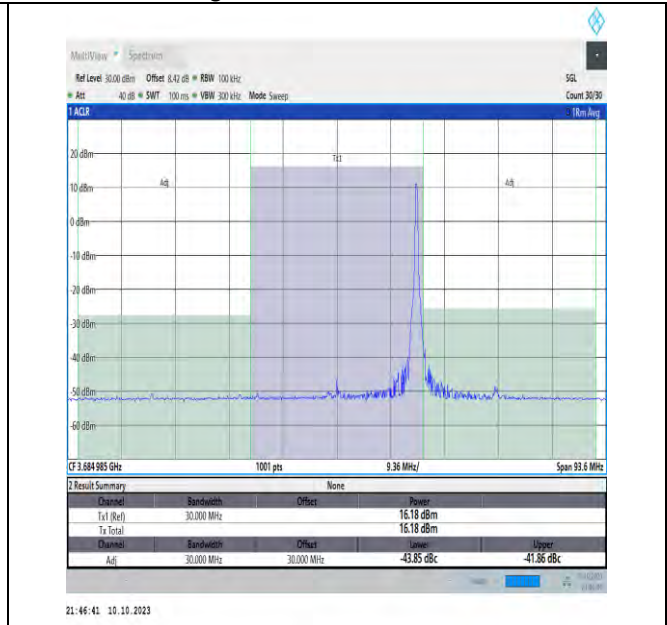 MultiView Spectrum
Ref Level 30.00 dBm Offset 8.42 dB RBW 100 kHz SGL
Att 40 dB SWT 100 ms VBW 300 kHz Mode Sweep Count 30/30
1 ACLR 1Rm Avg
20 dBm
Tx1
10 dBm
Adj Adj
0 dBm
-10 dBm
-20 dBm
-30 dBm
-40 dBm
-50 dBm
-60 dBm
CF 3.684 985 GHz 1001 pts 9.36 MHz/ Span 93.6 MHz
2 Result Summary None
Channel Bandwidth Offset Power
Tx1 (Ref) 30.000 MHz 16.18 dBm
Tx Total 16.18 dBm
Channel Bandwidth Offset Lower Upper
Adj 30.000 MHz 30.000 MHz -43.85 dBc -41.86 dBc
21:46:41 10.10.2023